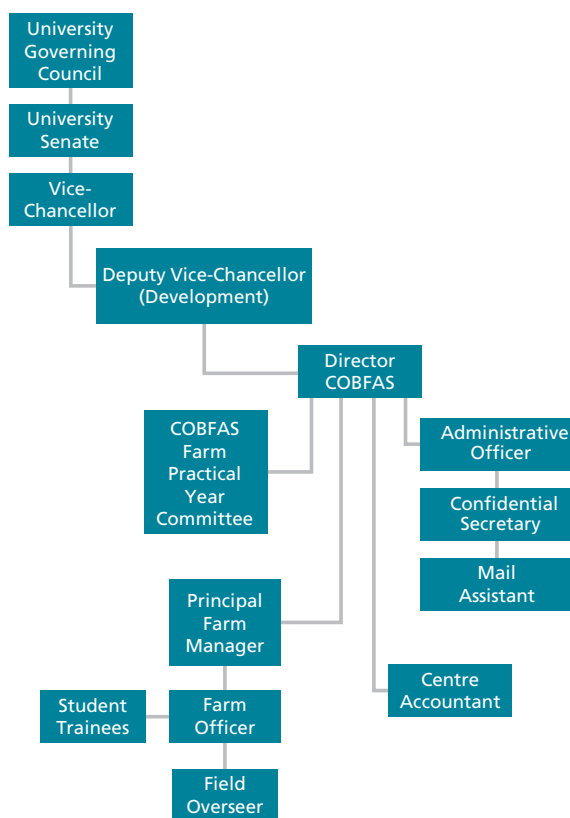 University
Governing
Council
University
Senate
Vice-
Chancellor
Deputy Vice-Chancellor
(Development)
Director
COBFAS
COBFAS
Farm
Practical
Year
Committee
Administrative
Officer
Confidential
Secretary
Mail
Assistant
Principal
Farm
Manager
Centre
Accountant
Student
Trainees
Farm
Officer
Field
Overseer